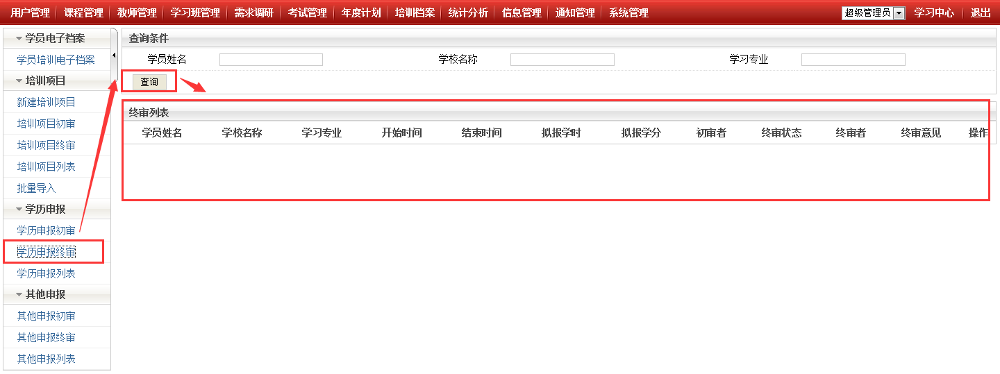 用户管理 课程管理 教师管理 学习班管理 需求调研 考试管理 年度计划 培训档案 统计分析 信息管理 通知管理 系统管理 超级管理员 学习中心 退出
学员电子档案
学员培训电子档案
培训项目
新建培训项目
培训项目初审
培训项目终审
培训项目列表
批量导入
学历申报
学历申报初审
学历申报终审
学历申报列表
其他申报
其他申报初审
其他申报终审
其他申报列表
查询条件
学员姓名 学校名称 学习专业
查询
终审列表
学员姓名 学校名称 学习专业 开始时间 结束时间 拟报学时 拟报学分 初审者 终审状态 终审者 终审意见 操作